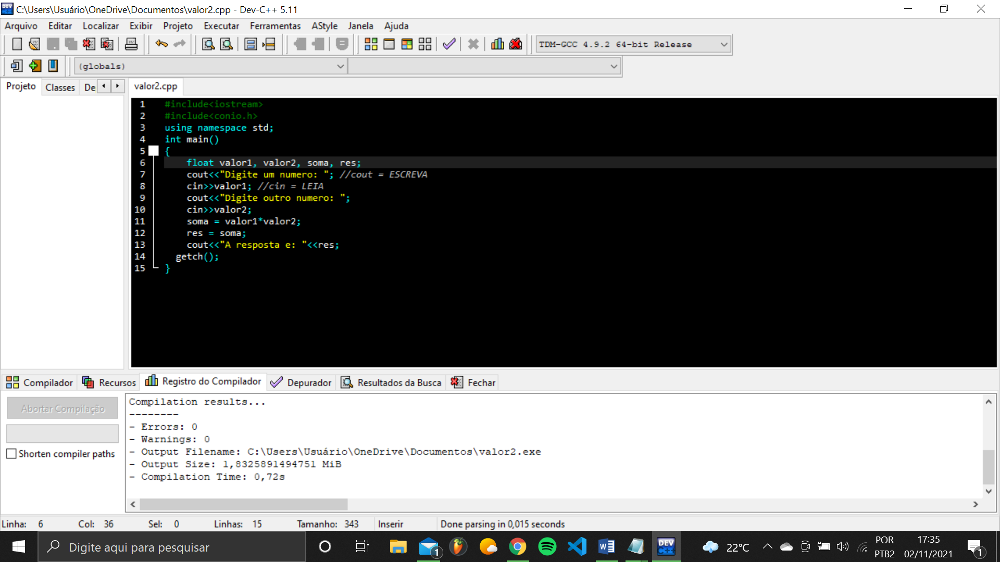 C:\Users\Usuário\OneDrive\Documentos\valor2.cpp - Dev-C++ 5.11
Arquivo Editar Localizar Exibir Projeto Executar Ferramentas AStyle Janela Ajuda
TDM-GCC 4.9.2 64-bit Release
(globals)
Projeto Classes De valor2.cpp
1 #include<iostream>
2 #include<conio.h>
3 using namespace std;
4 int main()
5 {
6 float valor1, valor2, soma, res;
7 cout<<"Digite um numero: "; //cout = ESCREVA
8 cin>>valor1; //cin = LEIA
9 cout<<"Digite outro numero: ";
10 cin>>valor2;
11 soma = valor1*valor2;
12 res = soma;
13 cout<<"A resposta e: "<<res;
14 getch();
15 }
Compilador Recursos Registro do Compilador Depurador Resultados da Busca Fechar
Abortar Compilação
Shorten compiler paths
Compilation results...
--------
- Errors: 0
- Warnings: 0
- Output Filename: C:\Users\Usuário\OneDrive\Documentos\valor2.exe
- Output Size: 1,8325891494751 MiB
- Compilation Time: 0,72s
Linha: 6 Col: 36 Sel: 0 Linhas: 15 Tamanho: 343 Inserir Done parsing in 0,015 seconds
Digite aqui para pesquisar
1
DEV C++
22°C
POR
PTB2
17:35
02/11/2021
1